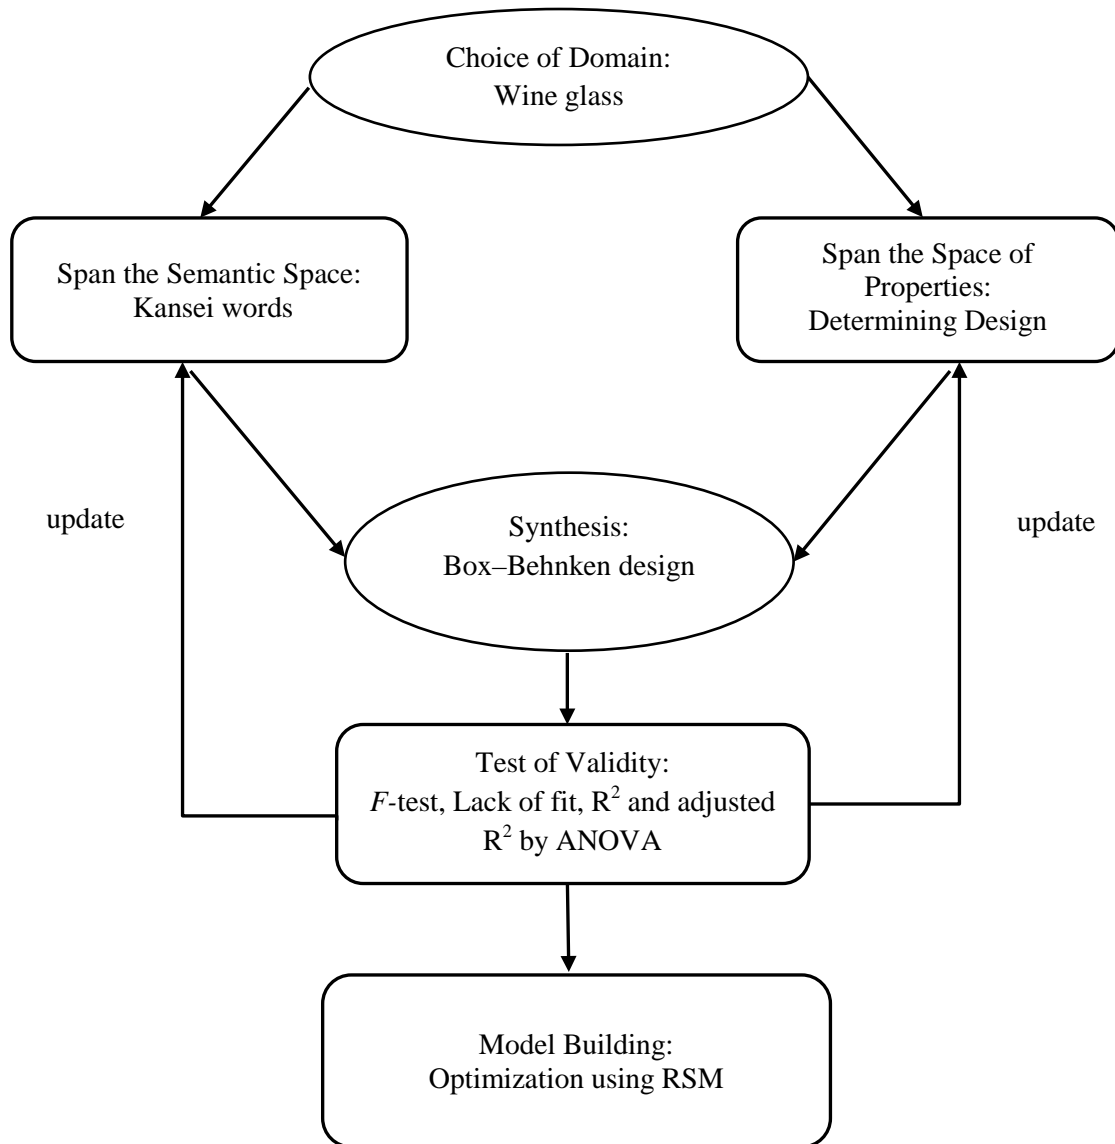 Choice of Domain:
Wine glass
Span the Semantic Space:
Kansei words
Span the Space of
Properties:
Determining Design
update
update
Synthesis:
Box–Behnken design
Test of Validity:
F-test, Lack of fit, R² and adjusted
R² by ANOVA
Model Building:
Optimization using RSM